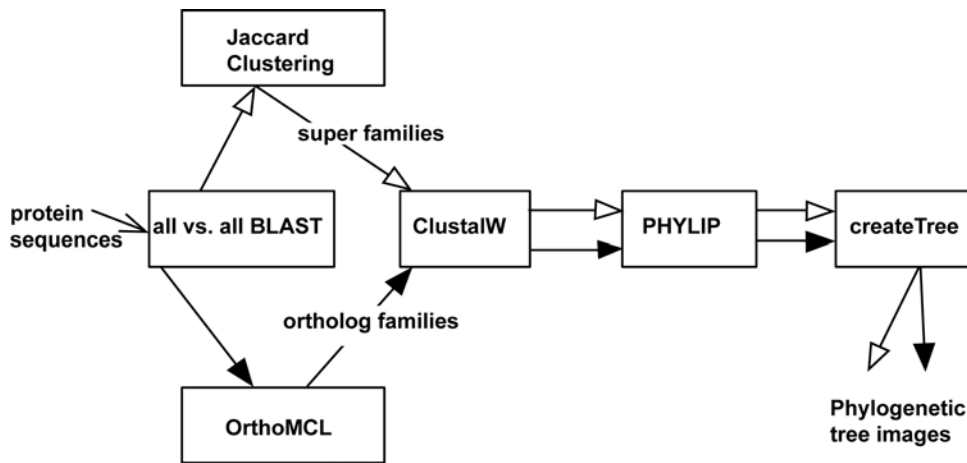 Jaccard
Clustering
super families
protein
sequences
all vs. all BLAST
ClustalW
PHYLIP
createTree
ortholog families
OrthoMCL
Phylogenetic
tree images